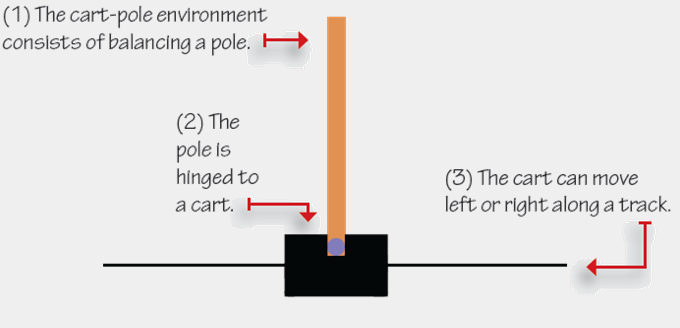 (1) The cart-pole environment
consists of balancing a pole.
(2) The
pole is
hinged to
a cart.
(3) The cart can move
left or right along a track.